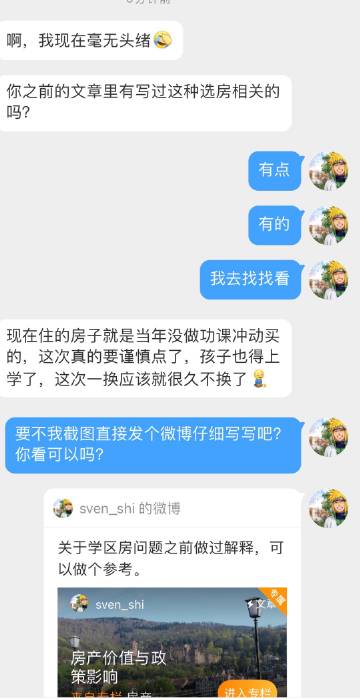 啊，我现在毫无头绪
你之前的文章里有写过这种选房相关的
吗？
有点
有的
我去找找看
现在住的房子就是当年没做功课冲动买
的，这次真的要谨慎点了，孩子也得上
学了，这次一换应该就很久不换了
要不我截图直接发个微博仔细写写吧？
你看可以吗？
sven_shi 的微博
关于学区房问题之前做过解释，可
以做个参考。
sven_shi
文章
专属
房产价值与政
策影响
进入专栏